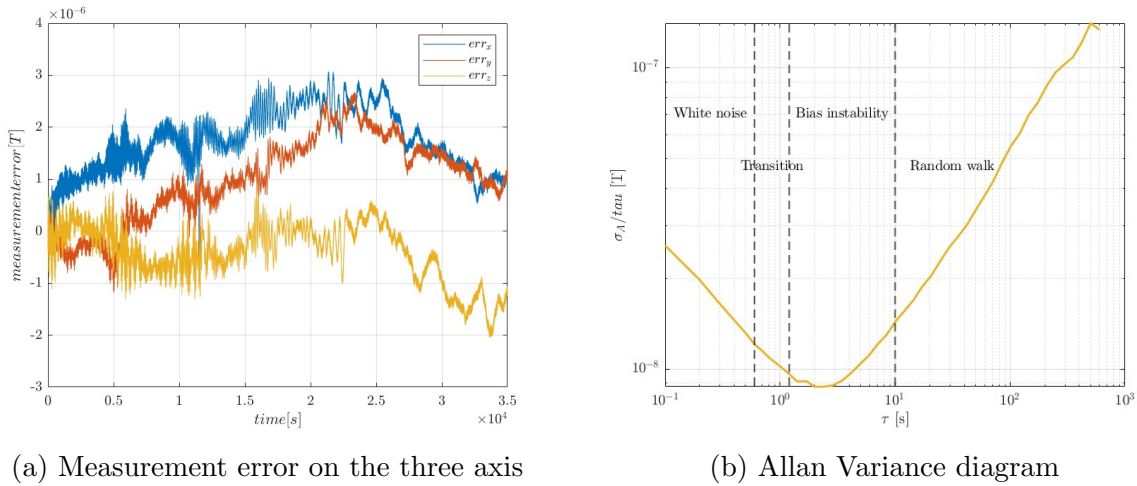 ×10⁻⁶
4
3
2
1
0
-1
-2
-3
measurementerror[T]
0 0.5 1 1.5 2 2.5 3 3.5
×10⁴
time[s]
err_x
err_y
err_z
10⁻⁷
10⁻⁸
σ_A/tau [T]
White noise
Bias instability
Transition
Random walk
10⁻¹ 10⁰ 10¹ 10² 10³
τ [s]
(a) Measurement error on the three axis
(b) Allan Variance diagram